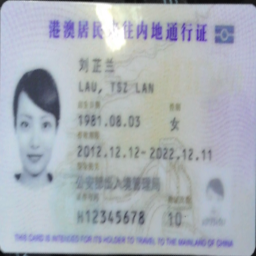 港澳居民来往内地通行证
刘芷兰
LAU, TSZ LAN
1981.08.03 女
2012.12.12-2022.12.11
公安部出入境管理局
H12345678 10
THIS CARD IS INTENDED FOR ITS HOLDER TO TRAVEL TO THE MAINLAND OF CHINA